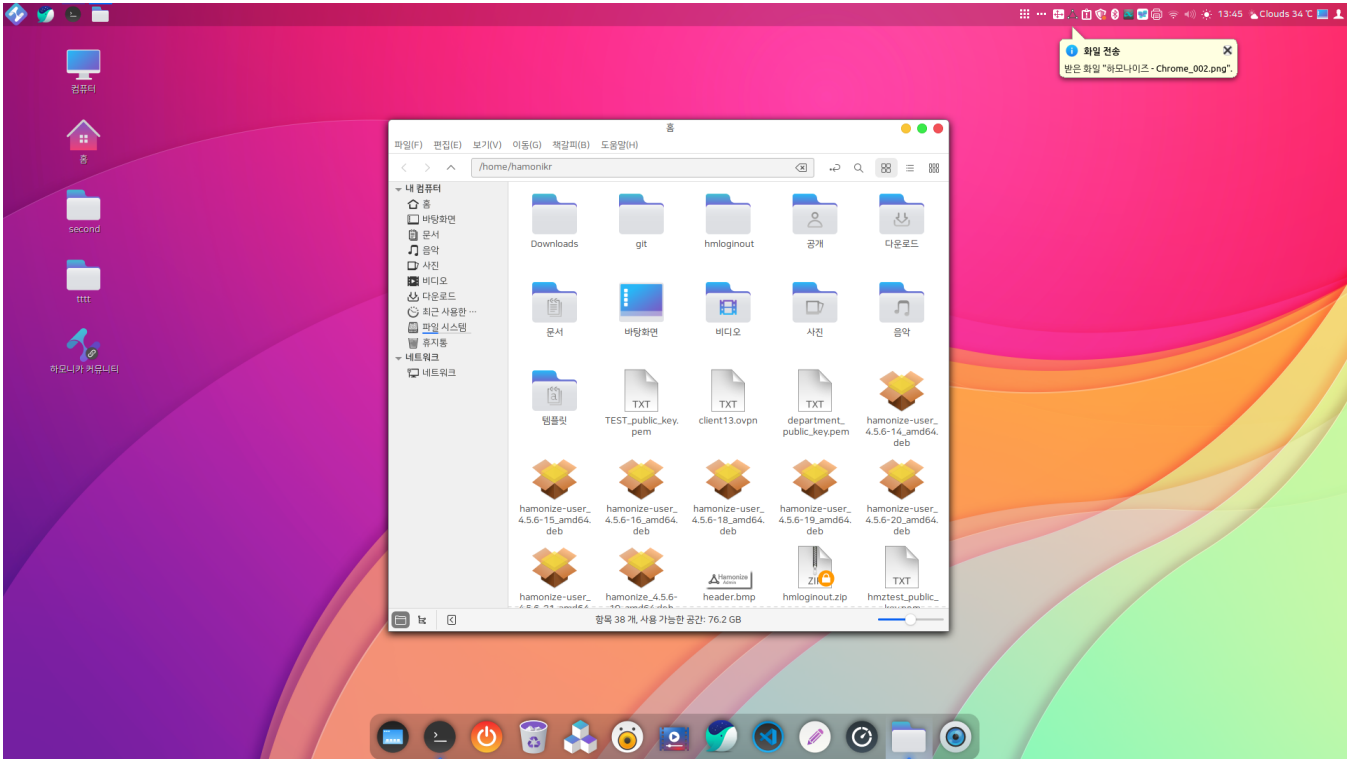 13:45 Clouds 34 ℃
화일 전송
받은 화일 "하모나이즈 - Chrome_002.png".
컴퓨터
홈
second
tttt
하모니카 커뮤니티
홈
파일(F) 편집(E) 보기(V) 이동(G) 책갈피(B) 도움말(H)
/home/hamonikr
내 컴퓨터
홈
바탕화면
문서
음악
사진
비디오
다운로드
최근 사용한 ⋯
파일 시스템
휴지통
네트워크
네트워크
Downloads git hmloginout 공개 다운로드
문서 바탕화면 비디오 사진 음악
TXT TXT TXT
템플릿 TEST_public_key. client13.ovpn department_ hamonize-user_
pem public_key.pem 4.5.6-14_amd64.
deb
hamonize-user_ hamonize-user_ hamonize-user_ hamonize-user_ hamonize-user_
4.5.6-15_amd64. 4.5.6-16_amd64. 4.5.6-18_amd64. 4.5.6-19_amd64. 4.5.6-20_amd64.
deb deb deb deb deb
Hamonize
ZIP TXT
hamonize-user_ hamonize_4.5.6- header.bmp hmloginout.zip hmztest_public_
항목 38 개, 사용 가능한 공간: 76.2 GB